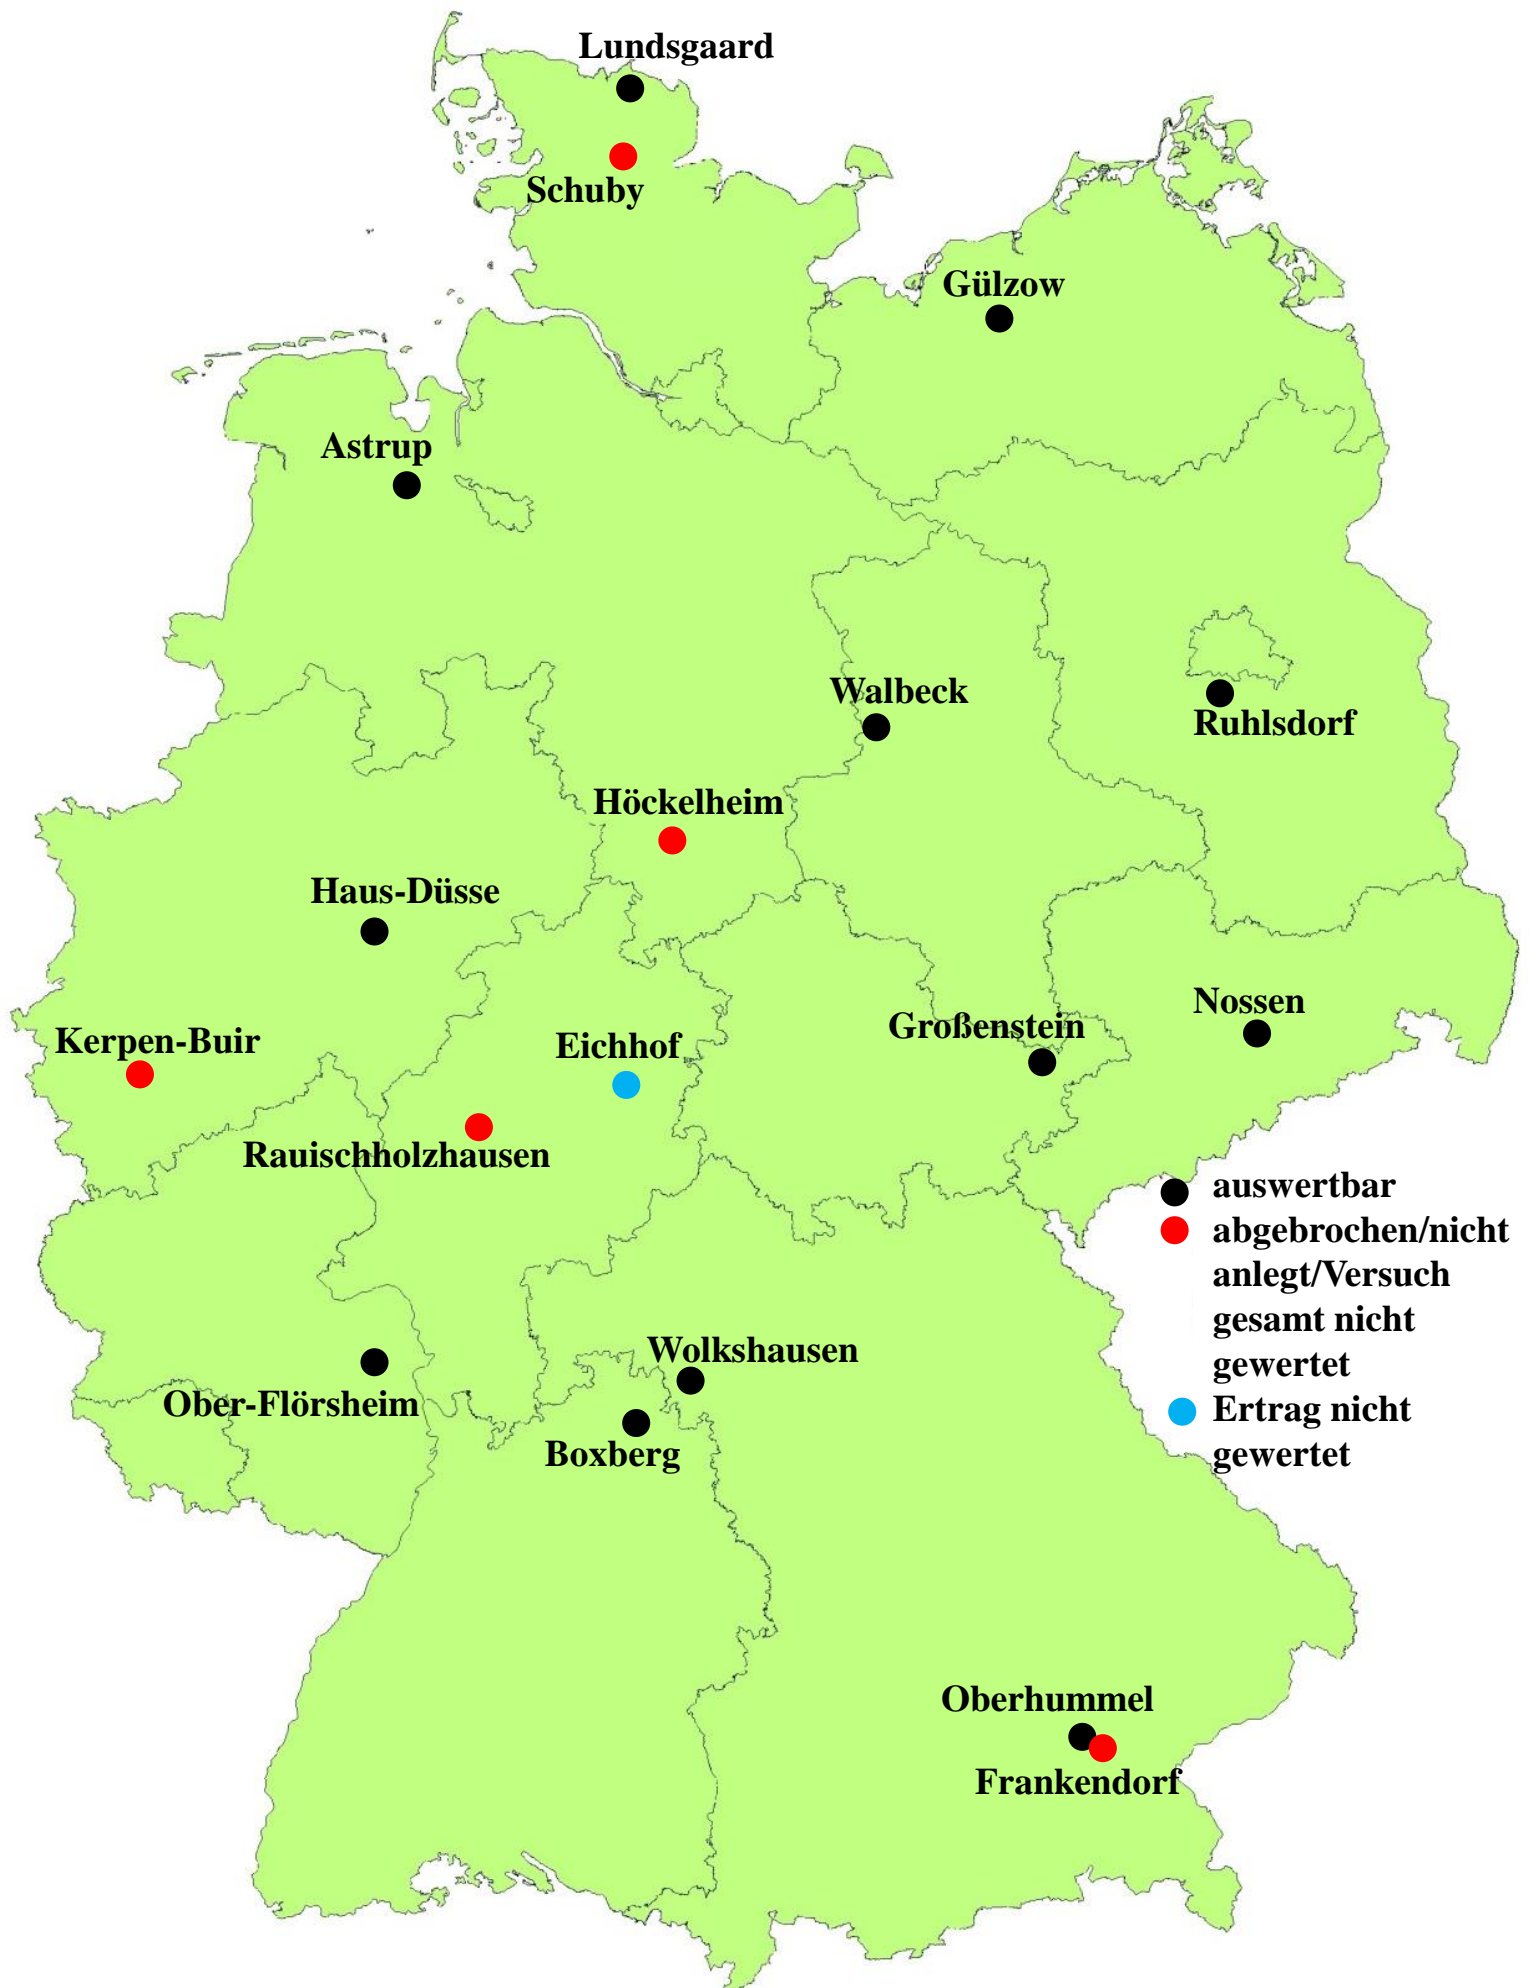 Lundsgaard
Schuby
Gülzow
Astrup
Walbeck
Ruhlsdorf
Höckelheim
Haus-Düsse
Nossen
Großenstein
Kerpen-Buir
Eichhof
Rauischholzhausen
auswertbar
abgebrochen/nicht
anlegt/Versuch
gesamt nicht
gewertet
Ertrag nicht
gewertet
Wolkshausen
Ober-Flörsheim
Boxberg
Oberhummel
Frankendorf